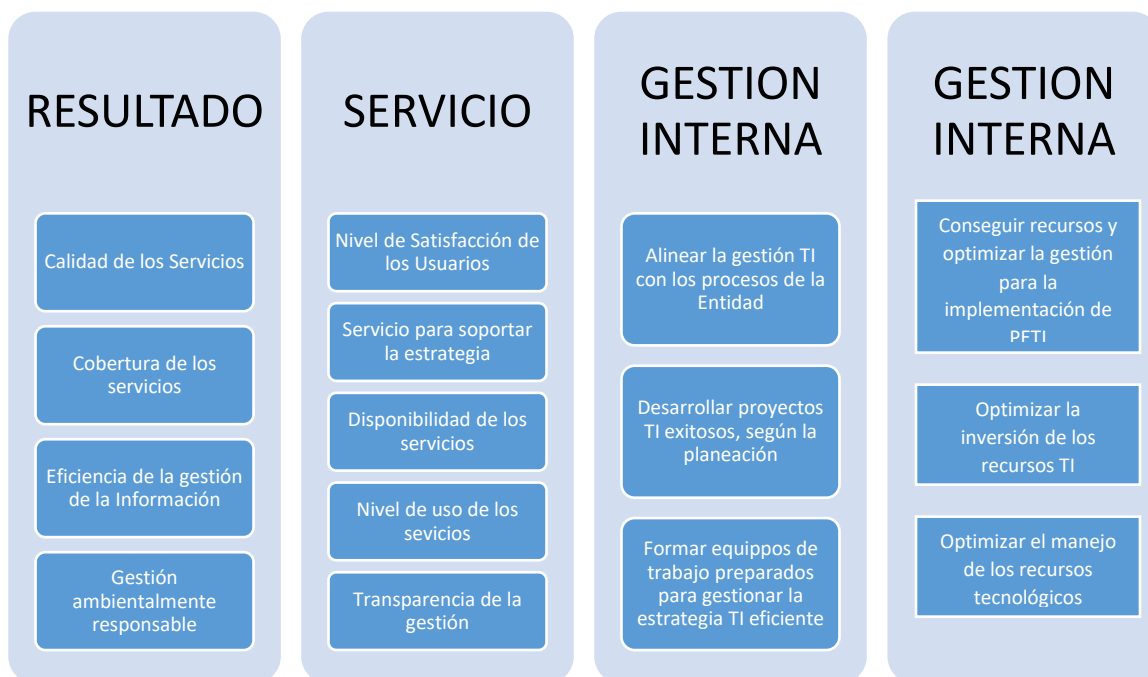 RESULTADO
Calidad de los Servicios
Cobertura de los
servicios
Eficiencia de la gestión
de la Información
Gestión
ambientalmente
responsable
SERVICIO
Nivel de Satisfacción de
los Usuarios
Servicio para soportar
la estrategia
Disponibilidad de los
servicios
Nivel de uso de los
sevicios
Transparencia de la
gestión
GESTION
INTERNA
Alinear la gestión TI
con los procesos de la
Entidad
Desarrollar proyectos
TI exitosos, según la
planeación
Formar equippos de
trabajo preparados
para gestionar la
estrategia TI eficiente
GESTION
INTERNA
Conseguir recursos y
optimizar la gestión
para la
implementación de
PETI
Optimizar la
inversión de los
recursos TI
Optimizar el manejo
de los recursos
tecnológicos